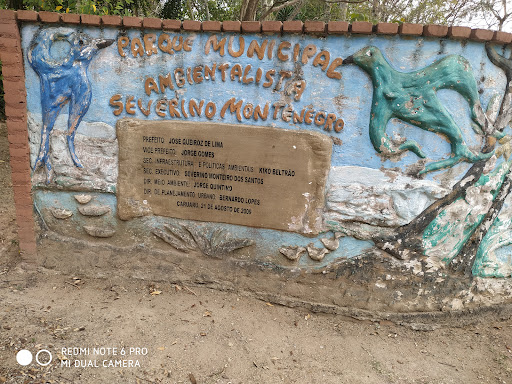 PARQUE MUNICIPAL
AMBIENTALISTA
SEVERINO MONTENEGRO
PREFEITO JOSÉ QUEIROZ DE LIMA
VICE PREFEITO: JORGE GOMES
SEC. INFRAESTRUTURA E POLÍTICAS AMBIENTAIS: KIKO BELTRÃO
SEC. EXECUTIVO: SEVERINO MONTEIRO DOS SANTOS
DIR. MEIO AMBIENTE: JORGE QUINTINO
DIR. DE PLANEJAMENTO URBANO: BERNARDO LOPES
CARUARU, 21 DE AGOSTO DE
REDMI NOTE 6 PRO
MI DUAL CAMERA